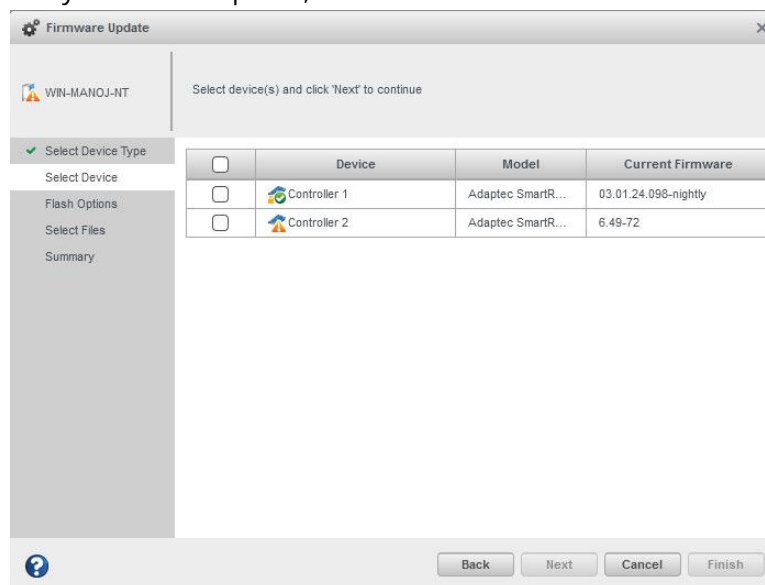 Firmware Update
WIN-MANOJ-NT
Select device(s) and click 'Next' to continue
Select Device Type
Select Device
Flash Options
Select Files
Summary
Device Model Current Firmware
Controller 1 Adaptec SmartR... 03.01.24.098-nightly
Controller 2 Adaptec SmartR... 6.49-72
Back Next Cancel Finish